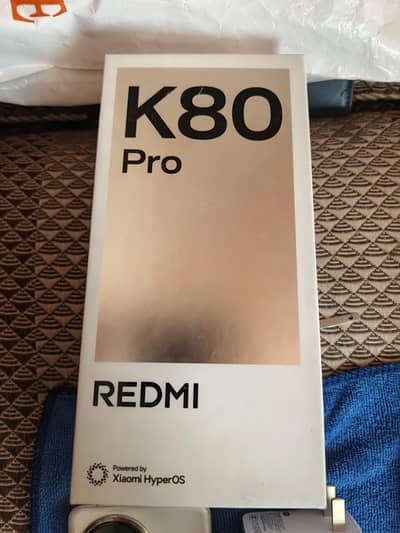 K80
Pro
REDMI
Powered by
Xiaomi HyperOS